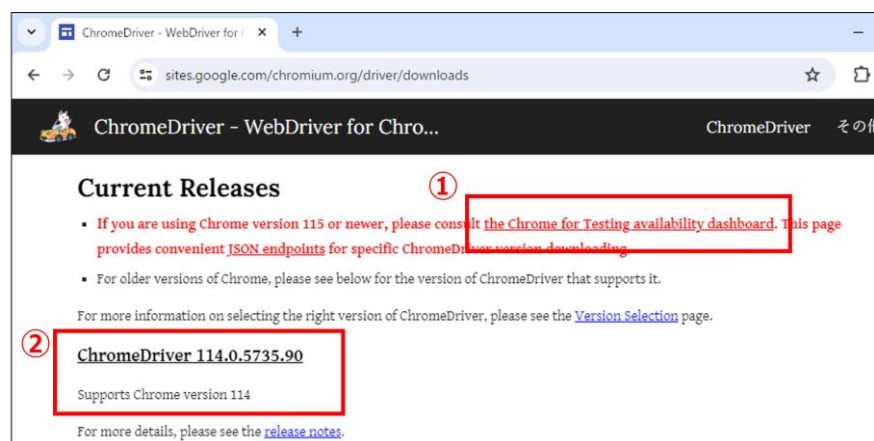 ChromeDriver - WebDriver for
sites.google.com/chromium.org/driver/downloads
ChromeDriver - WebDriver for Chro...
ChromeDriver その他
Current Releases
①
If you are using Chrome version 115 or newer, please consult the Chrome for Testing availability dashboard. This page
provides convenient JSON endpoints for specific ChromeDriver version downloading.
For older versions of Chrome, please see below for the version of ChromeDriver that supports it.
For more information on selecting the right version of ChromeDriver, please see the Version Selection page.
②
ChromeDriver 114.0.5735.90
Supports Chrome version 114
For more details, please see the release notes.